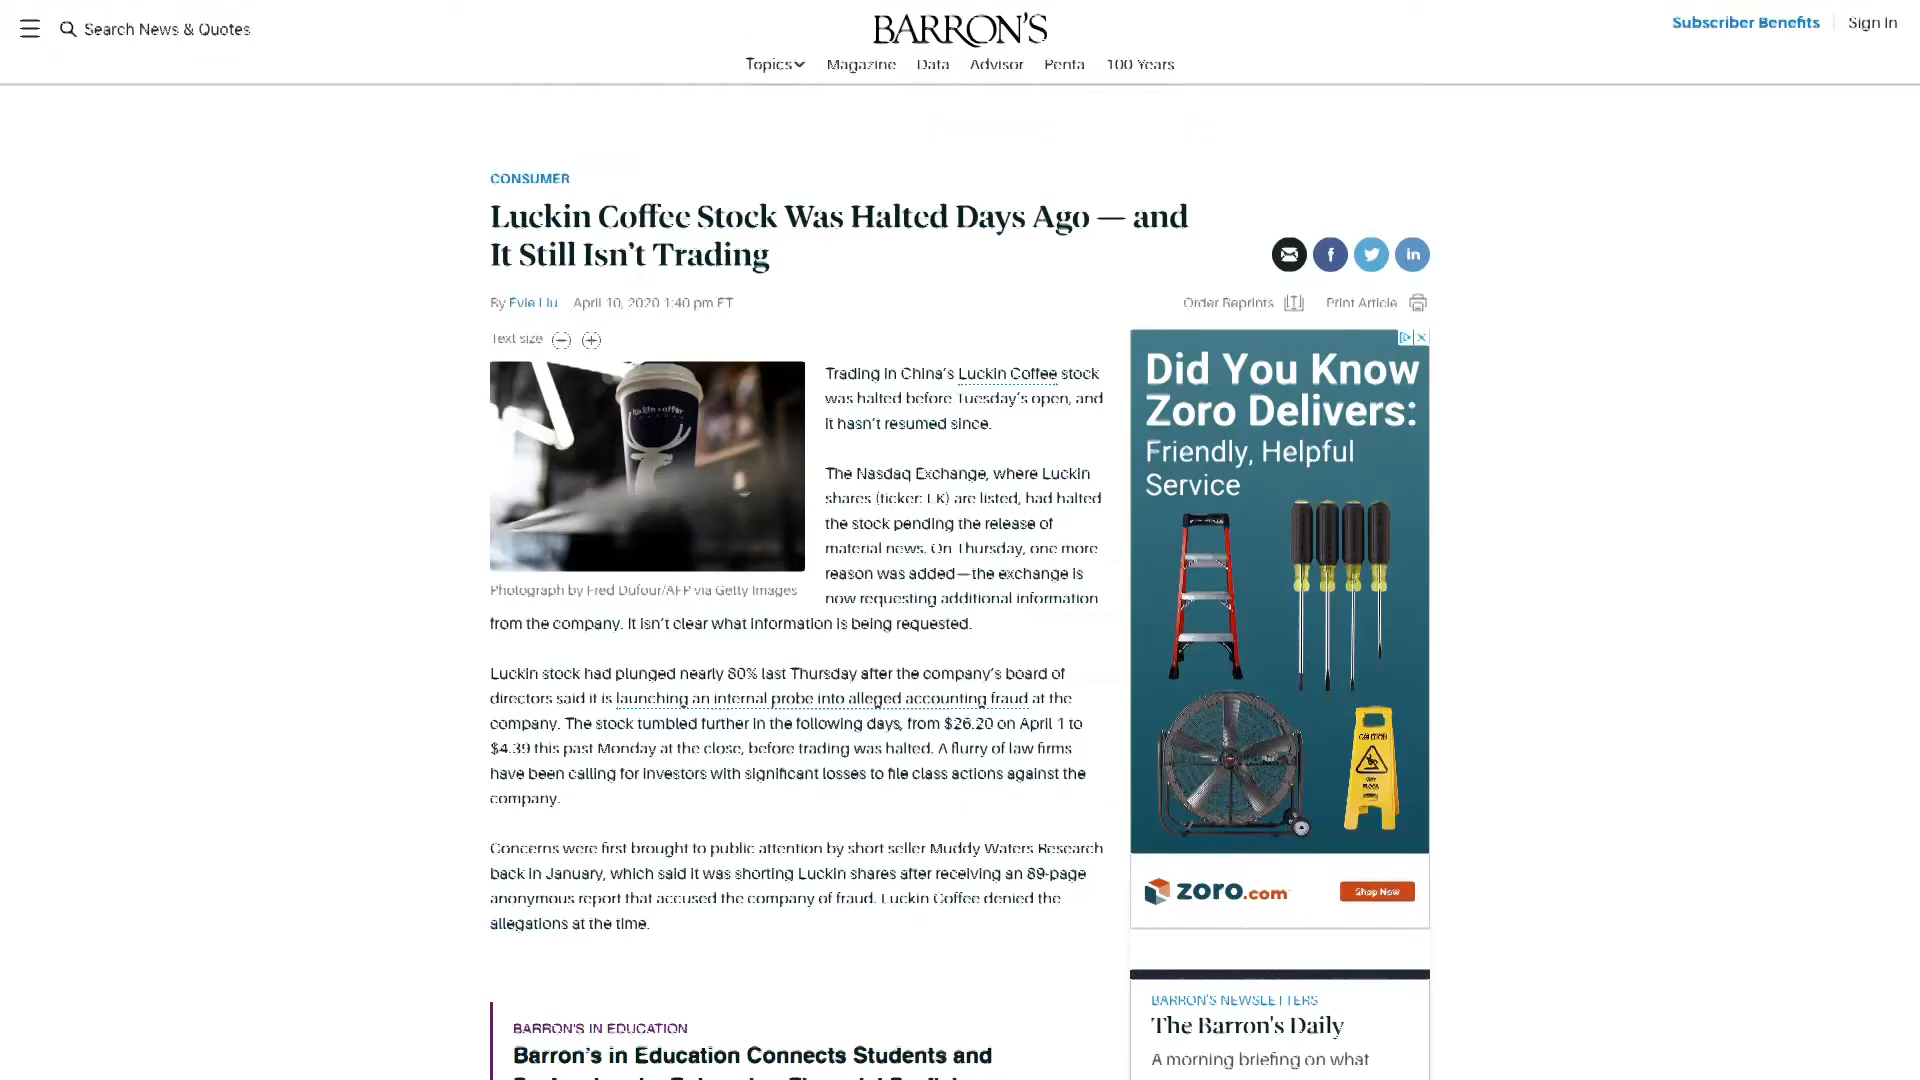 Search News & Quotes
BARRON'S
Subscriber Benefits
Sign In
Topics
Magazine
Data
Advisor
Penta
100 Years
CONSUMER
Luckin Coffee Stock Was Halted Days Ago — and
It Still Isn't Trading
By Evie Liu
April 10, 2020 1:40 pm ET
Order Reprints
Print Article
Text size
Trading in China's Luckin Coffee stock
was halted before Tuesday's open, and
it hasn't resumed since.
The Nasdaq Exchange, where Luckin
shares (ticker: LK) are listed, had halted
the stock pending the release of
material news. On Thursday, one more
reason was added—the exchange is
now requesting additional information
from the company. It isn't clear what information is being requested.
luckin coffee
Photograph by Fred Dufour/AFP via Getty Images
Luckin stock had plunged nearly 80% last Thursday after the company's board of
directors said it is launching an internal probe into alleged accounting fraud at the
company. The stock tumbled further in the following days, from $26.20 on April 1 to
$4.39 this past Monday at the close, before trading was halted. A flurry of law firms
have been calling for investors with significant losses to file class actions against the
company.
Concerns were first brought to public attention by short seller Muddy Waters Research
back in January, which said it was shorting Luckin shares after receiving an 89-page
anonymous report that accused the company of fraud. Luckin Coffee denied the
allegations at the time.
BARRON'S IN EDUCATION
Barron's in Education Connects Students and
Did You Know
Zoro Delivers:
Friendly, Helpful
Service
CAUTION
zoro.com
Shop Now
BARRON'S NEWSLETTERS
The Barron's Daily
A morning briefing on what